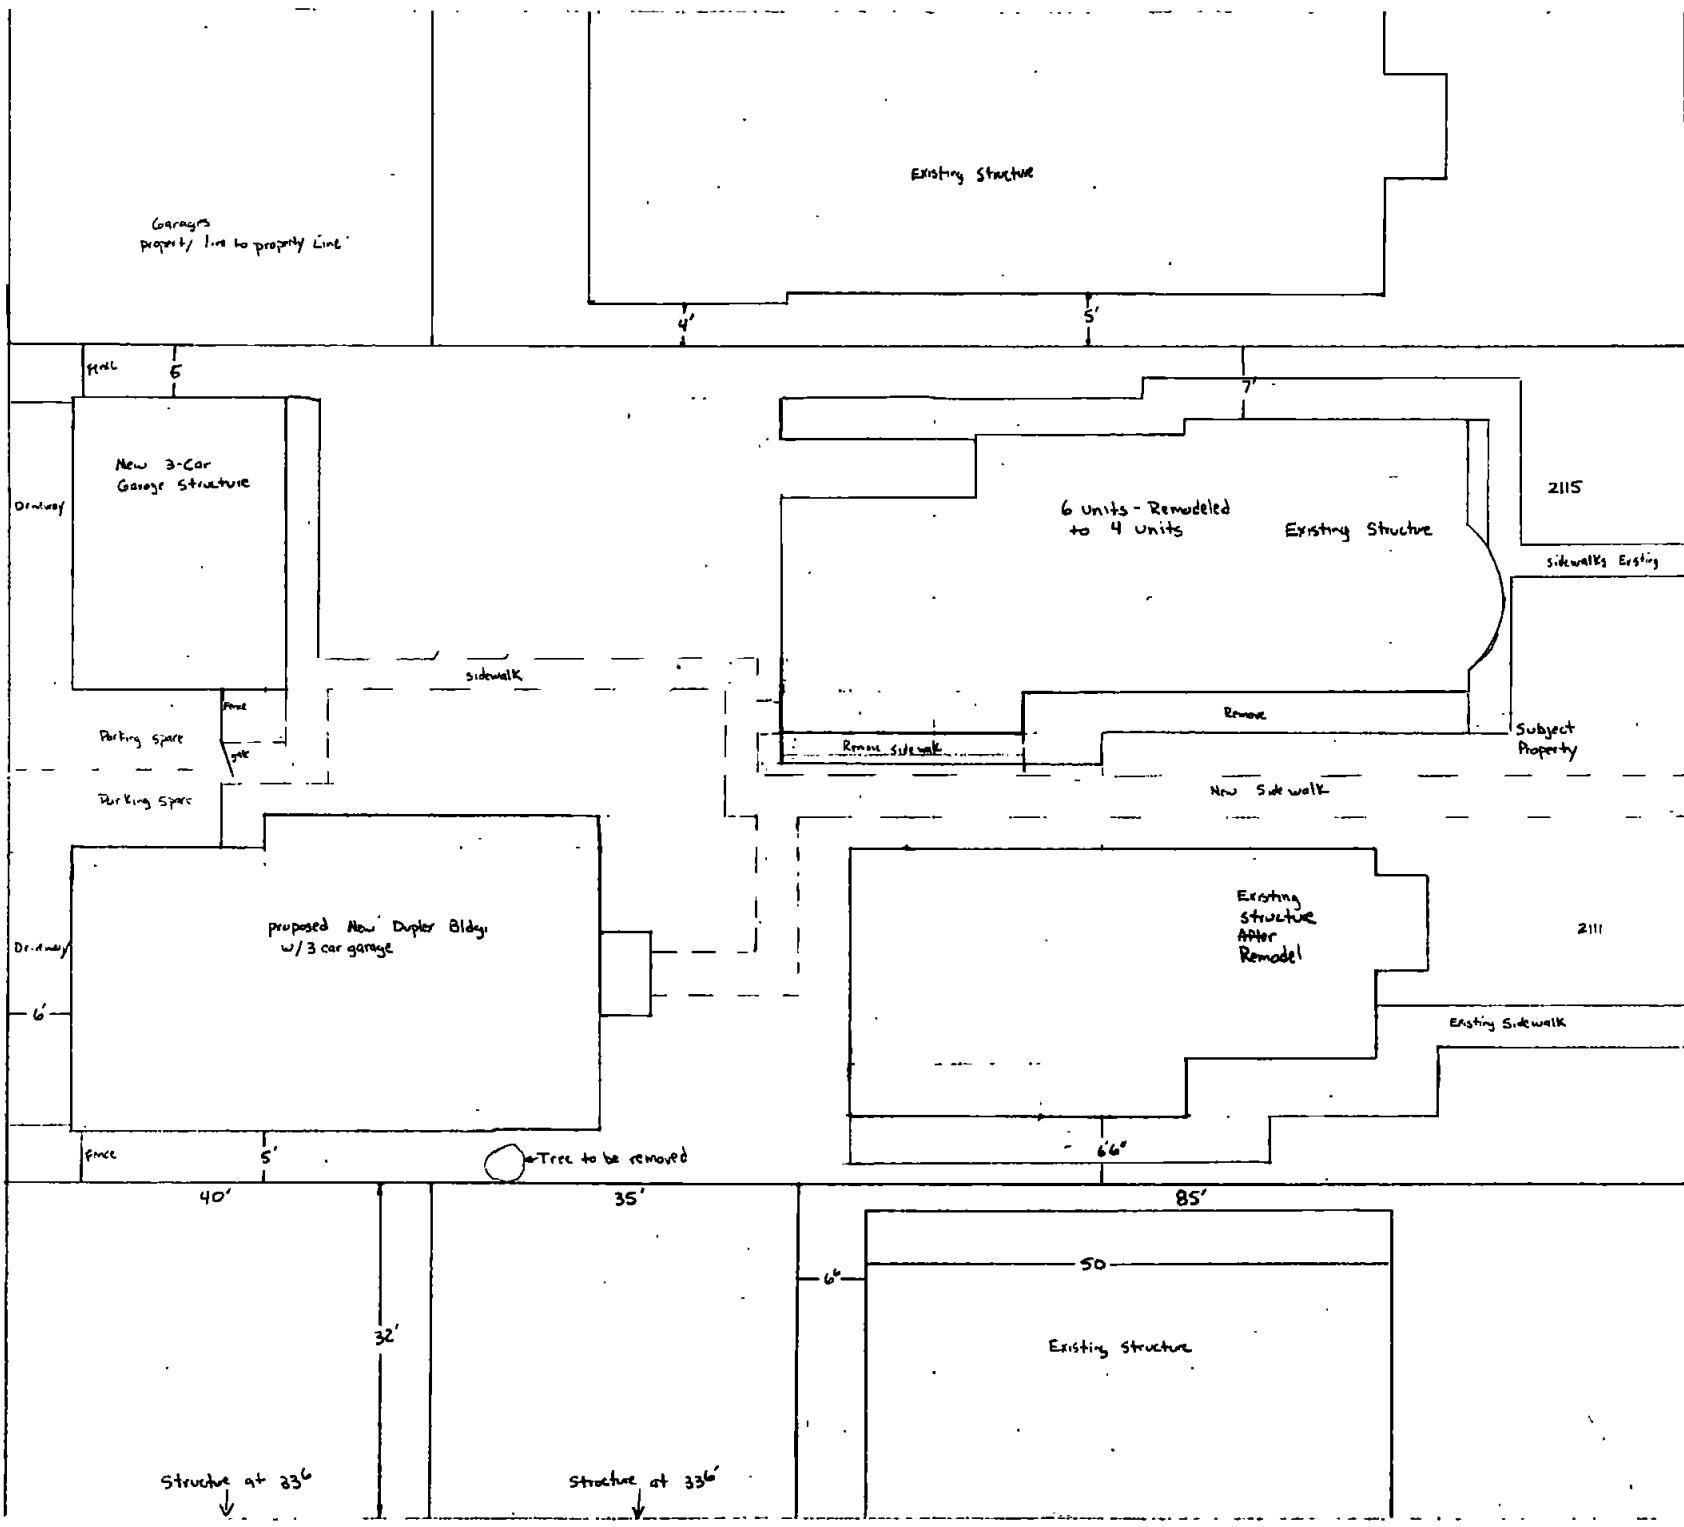 Existing Structure
Garages
property line to property Line
4'
5'
Fence
5
7'
New 3-Car
Garage Structure
Driveway
6 units - Remodeled
to 4 units
Existing Structure
2115
Sidewalks Existing
Sidewalk
Fence
Parking Space
gate
Remove
Remove Sidewalk
Subject
Property
Parking Space
New Sidewalk
proposed New Duplex Bldg.
w/3 car garage
Driveway
Existing
Structure
After
Remodel
2111
6'
Existing Sidewalk
Fence
5'
Tree to be removed
6'6"
40'
35'
85'
50
6⁶
32'
Existing Structure
Structure at 33⁶
Structure at 33⁶'